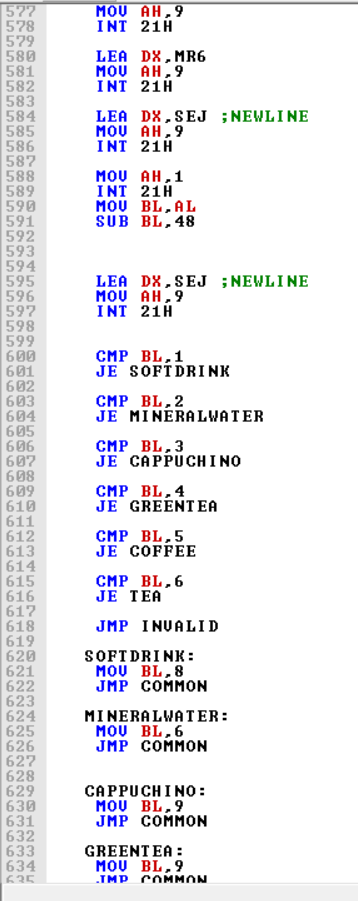 577 MOV AH,9
578 INT 21H
579
580 LEA DX,MR6
581 MOV AH,9
582 INT 21H
583
584 LEA DX,SEJ ;NEWLINE
585 MOV AH,9
586 INT 21H
587
588 MOV AH,1
589 INT 21H
590 MOV BL,AL
591 SUB BL,48
592
593
594
595 LEA DX,SEJ ;NEWLINE
596 MOV AH,9
597 INT 21H
598
599
600 CMP BL,1
601 JE SOFTDRINK
602
603 CMP BL,2
604 JE MINERALWATER
605
606 CMP BL,3
607 JE CAPPUCHINO
608
609 CMP BL,4
610 JE GREENTEA
611
612 CMP BL,5
613 JE COFFEE
614
615 CMP BL,6
616 JE TEA
617
618 JMP INVALID
619
620 SOFTDRINK:
621 MOV BL,8
622 JMP COMMON
623
624 MINERALWATER:
625 MOV BL,6
626 JMP COMMON
627
628
629 CAPPUCHINO:
630 MOV BL,9
631 JMP COMMON
632
633 GREENTEA:
634 MOV BL,9
635 JMP COMMON